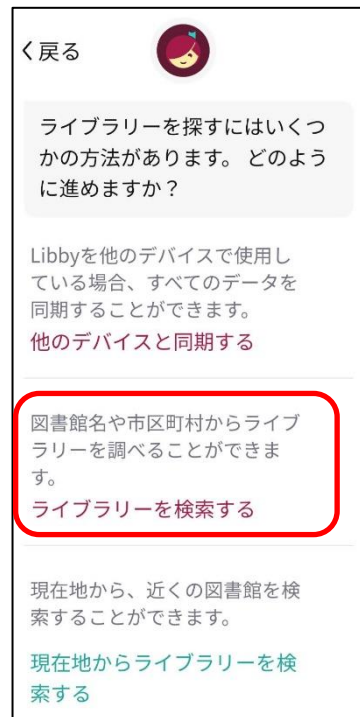 戻る
ライブラリーを探すにはいくつ
かの方法があります。 どのよう
に進めますか？
Libbyを他のデバイスで使用し
ている場合、すべてのデータを
同期することができます。
他のデバイスと同期する
図書館名や市区町村からライブ
ラリーを調べることができま
す。
ライブラリーを検索する
現在地から、近くの図書館を検
索することができます。
現在地からライブラリーを検
索する